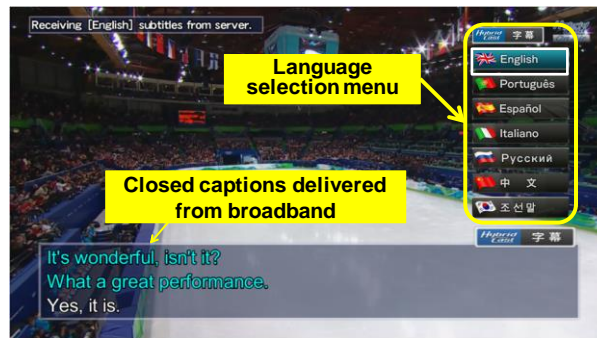 Receiving [English] subtitles from server.
Hybrid Cast 字幕
Language
selection menu
English
Português
Español
Italiano
Русский
中 文
조선말
Closed captions delivered
from broadband
Hybrid Cast 字幕
It's wonderful, isn't it?
What a great performance.
Yes, it is.